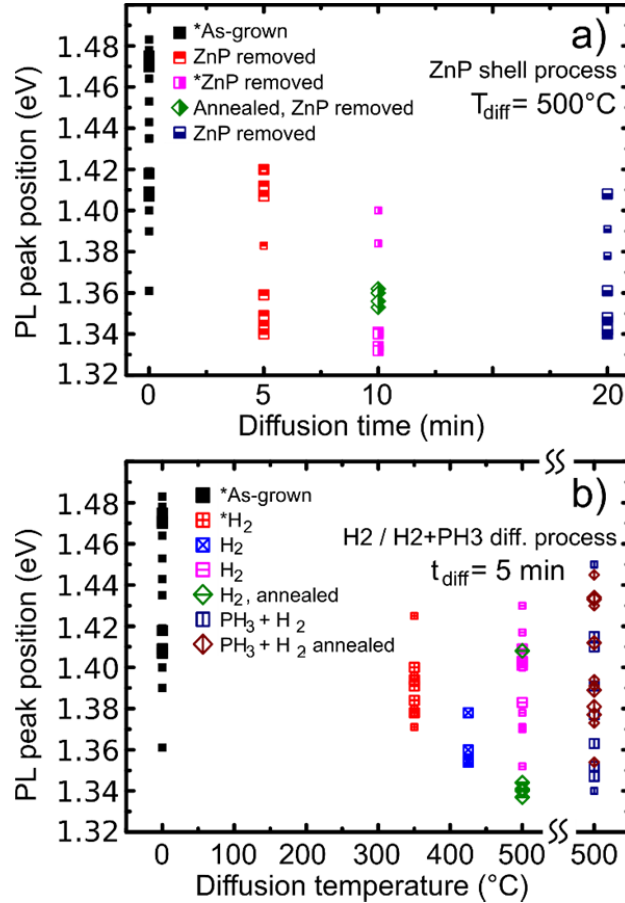 a)
*As-grown
ZnP removed
*ZnP removed
Annealed, ZnP removed
ZnP removed
ZnP shell process
T_diff = 500°C
PL peak position (eV)
1.48
1.46
1.44
1.42
1.40
1.38
1.36
1.34
1.32
0 5 10 20
Diffusion time (min)
b)
*As-grown
*H₂
H₂
H₂
H₂, annealed
PH₃ + H₂
PH₃ + H₂ annealed
H2 / H2+PH3 diff. process
t_diff = 5 min
PL peak position (eV)
1.48
1.46
1.44
1.42
1.40
1.38
1.36
1.34
1.32
0 100 200 300 400 500 500
Diffusion temperature (°C)